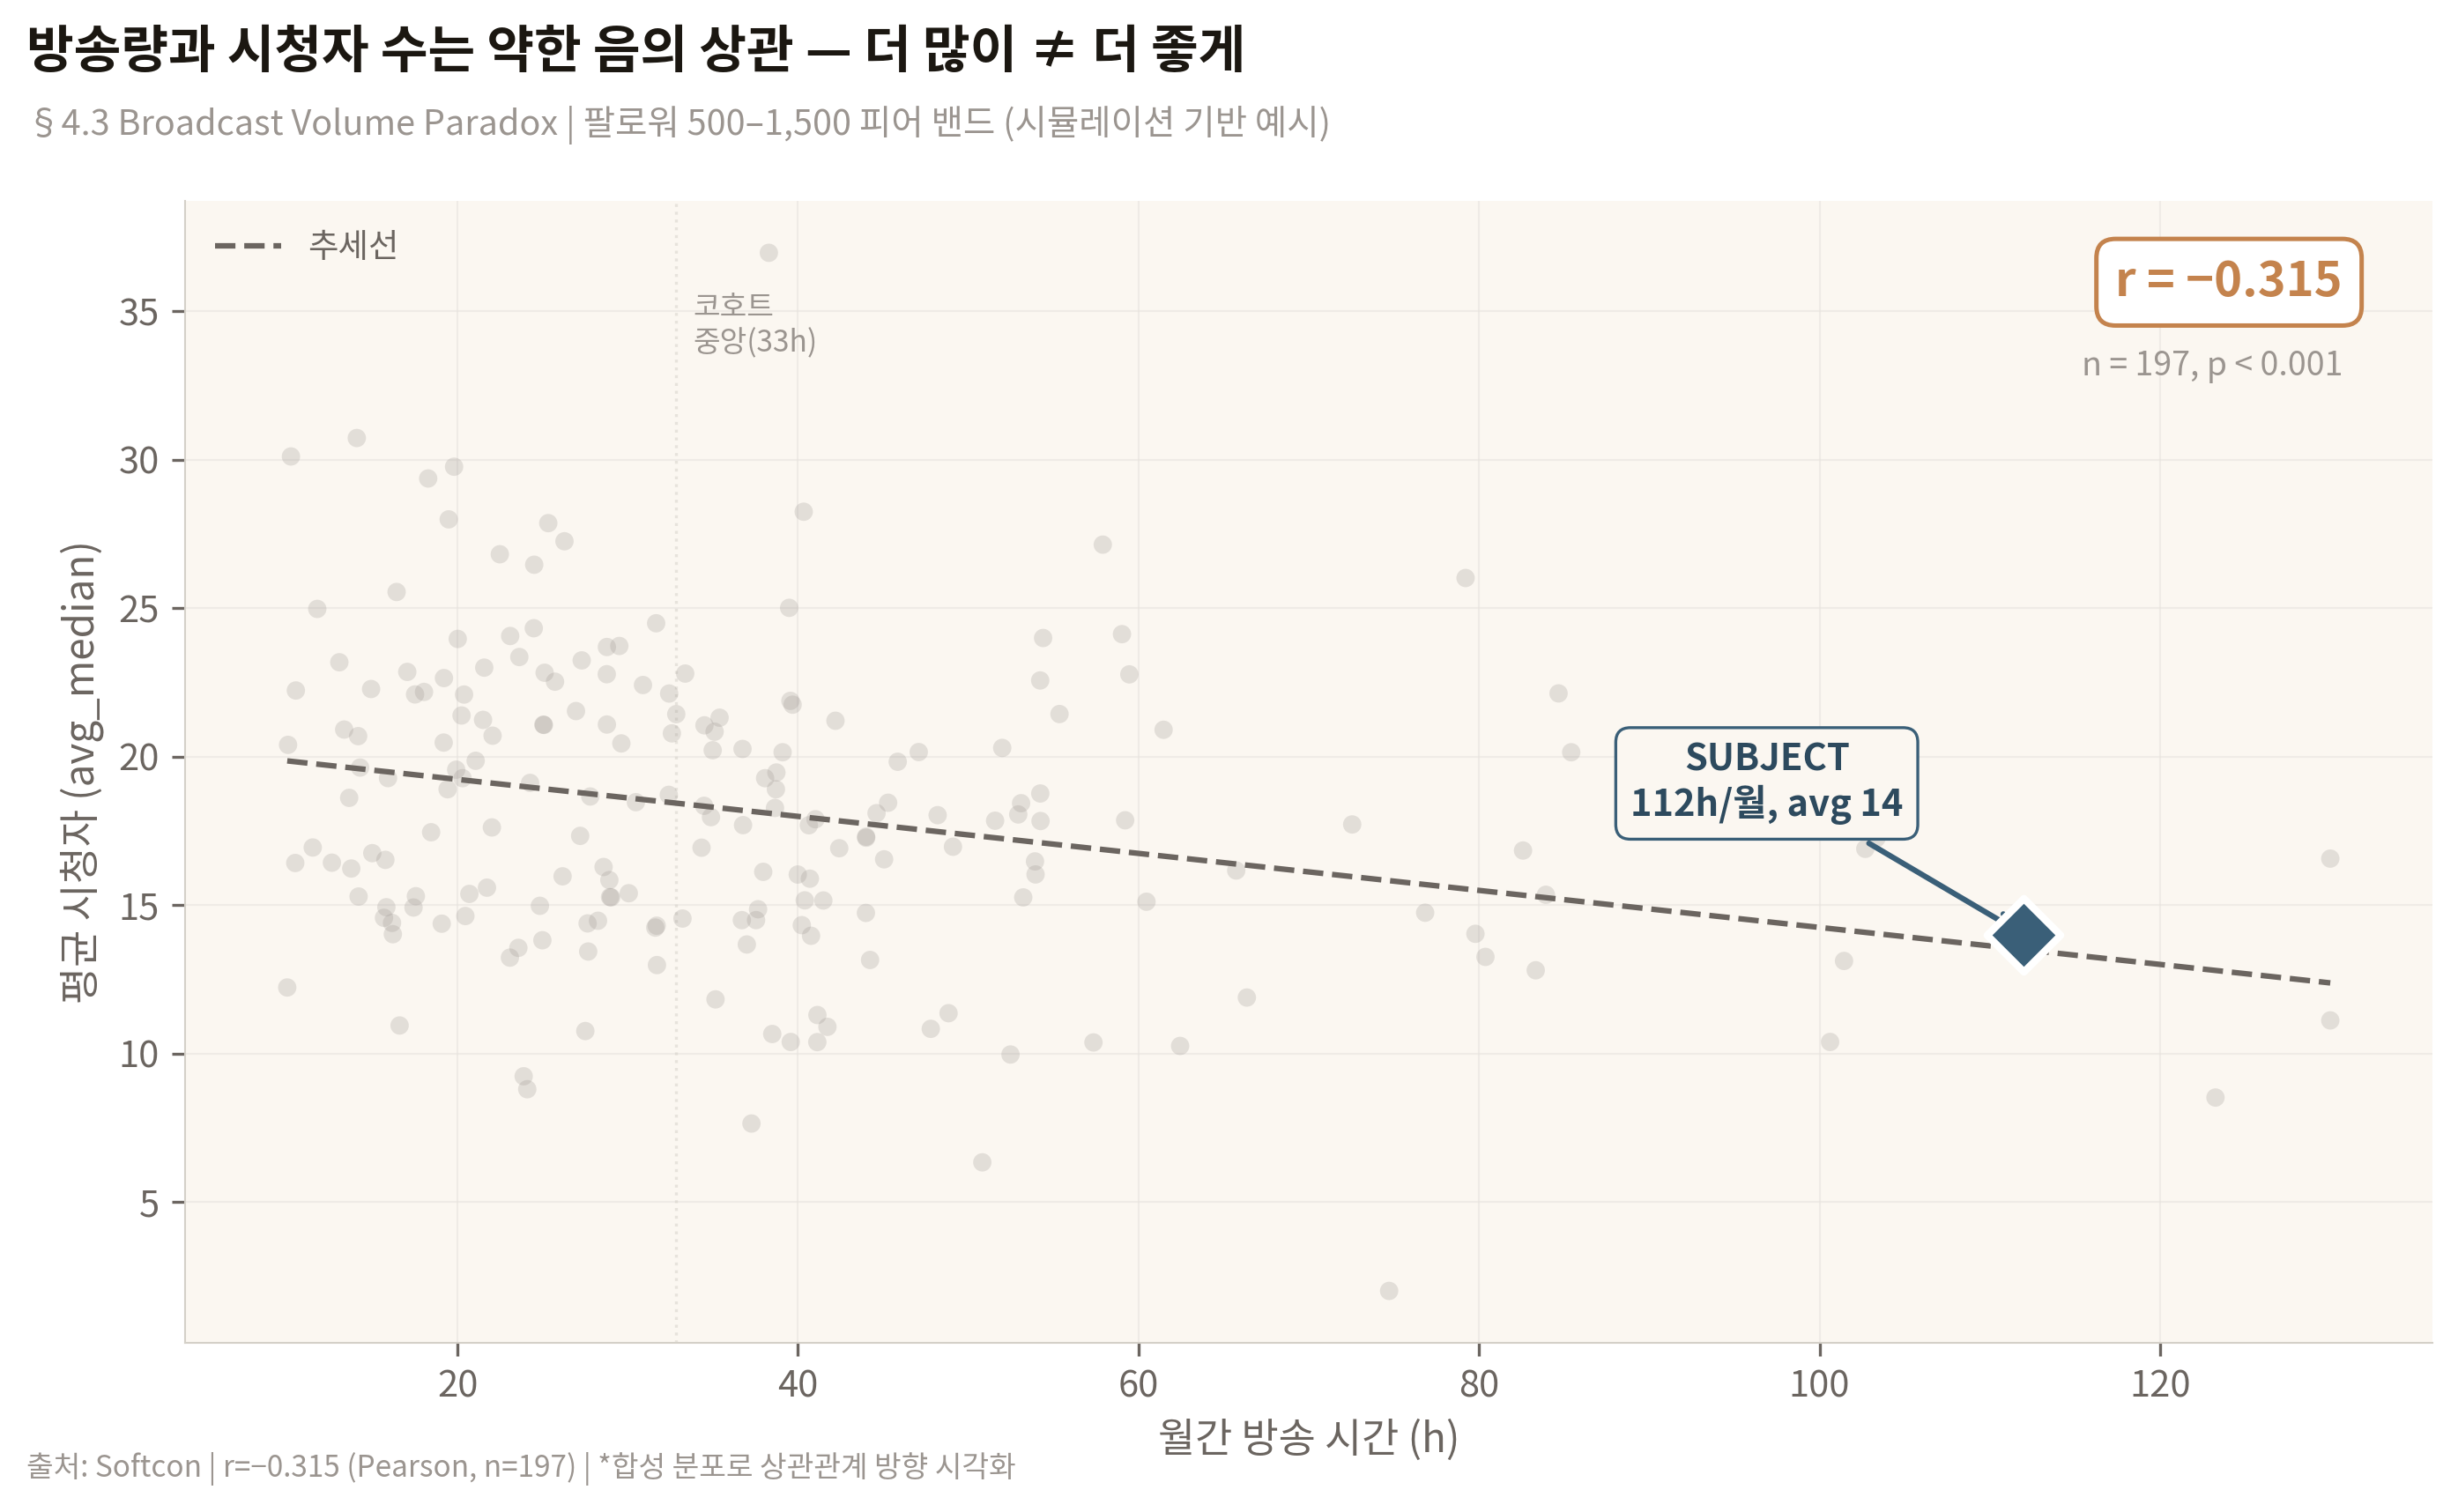 방송량과 시청자 수는 약한 음의 상관 — 더 많이 ≠ 더 좋게
§4.3 Broadcast Volume Paradox | 팔로워 500–1,500 피어 밴드 (시뮬레이션 기반 예시)
추세선
r = −0.315
n = 197, p < 0.001
코호트
중앙(33h)
SUBJECT
112h/월, avg 14
평균 시청자 (avg_median)
35
30
25
20
15
10
5
20
40
60
80
100
120
월간 방송 시간 (h)
출처: Softcon | r=−0.315 (Pearson, n=197) | *합성 분포로 상관관계 방향 시각화